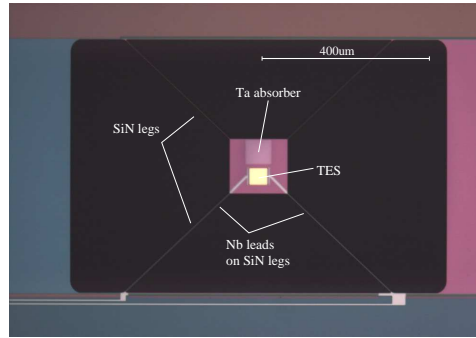 400um
Ta absorber
SiN legs
TES
Nb leads
on SiN legs